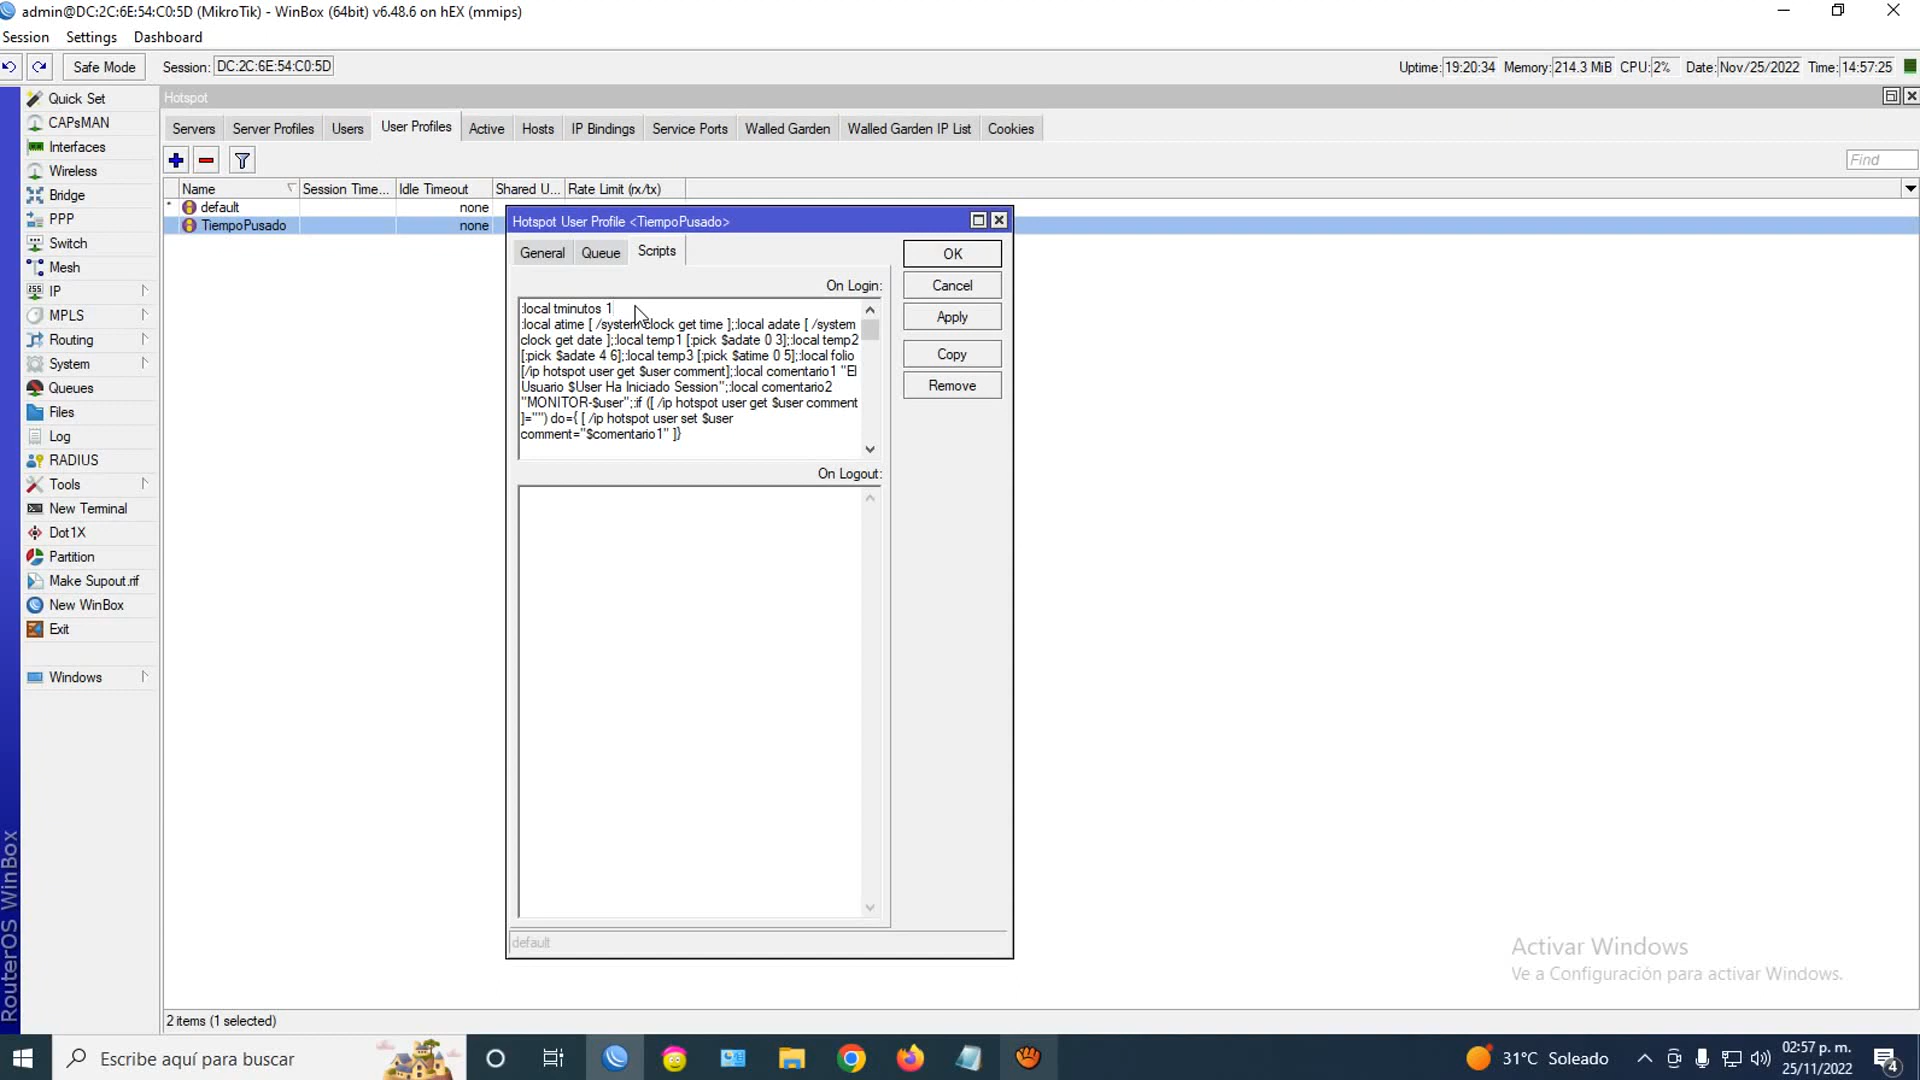 admin@DC:2C:6E:54:C0:5D (MikroTik) - WinBox (64bit) v6.48.6 on hEX (mmips)
Session Settings Dashboard
Safe Mode Session: DC:2C:6E:54:C0:5D Uptime: 19:20:34 Memory: 214.3 MiB CPU: 2% Date: Nov/25/2022 Time: 14:57:25
Quick Set
CAPsMAN
Interfaces
Wireless
Bridge
PPP
Switch
Mesh
IP
MPLS
Routing
System
Queues
Files
Log
RADIUS
Tools
New Terminal
Dot1X
Partition
Make Supout.rif
New WinBox
Exit
Windows
RouterOS WinBox
Hotspot
Servers Server Profiles Users User Profiles Active Hosts IP Bindings Service Ports Walled Garden Walled Garden IP List Cookies
Find
Name Session Time... Idle Timeout Shared U... Rate Limit (rx/tx)
* default none
TiempoPusado none
Hotspot User Profile <TiempoPusado>
General Queue Scripts
On Login:
:local tminutos 1
:local atime [ /system clock get time ];:local adate [ /system
clock get date ];:local temp1 [:pick $adate 0 3];:local temp2
[:pick $adate 4 6];:local temp3 [:pick $atime 0 5];:local folio
[/ip hotspot user get $user comment];:local comentario1 "El
Usuario $User Ha Iniciado Session";:local comentario2
"MONITOR-$user";:if ([ /ip hotspot user get $user comment
]="") do={ [ /ip hotspot user set $user
comment="$comentario1" ]}
On Logout:
default
OK
Cancel
Apply
Copy
Remove
2 items (1 selected)
Activar Windows
Ve a Configuración para activar Windows.
Escribe aquí para buscar
31°C Soleado
02:57 p. m.
25/11/2022
4